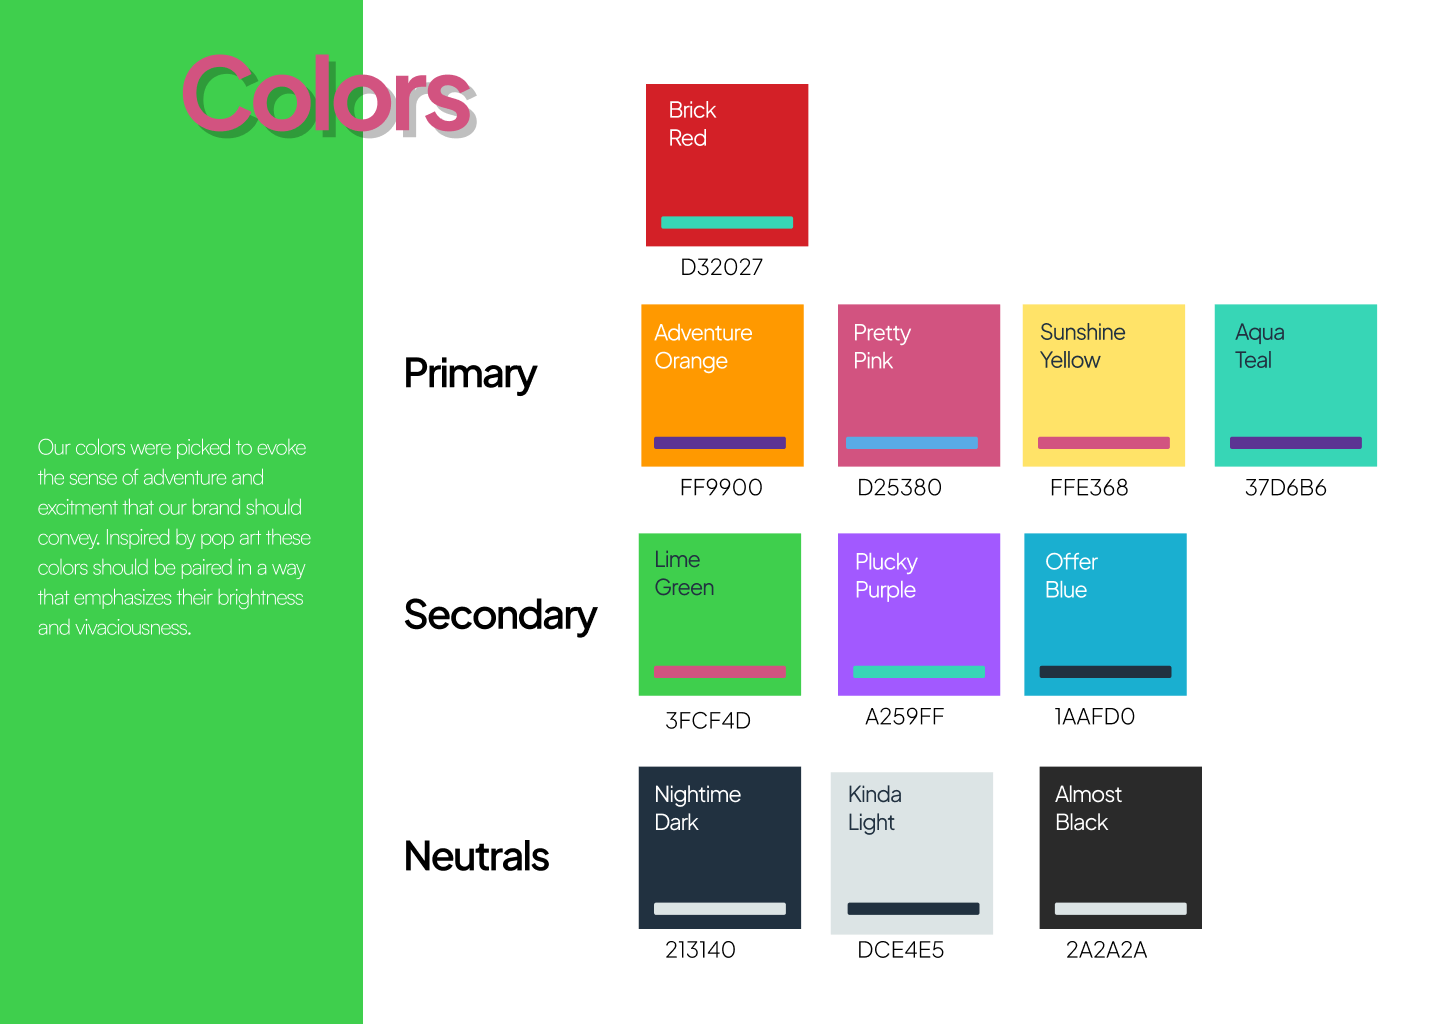 Colors
Our colors were picked to evoke
the sense of adventure and
excitment that our brand should
convey. Inspired by pop art these
colors should be paired in a way
that emphasizes their brightness
and vivaciousness.
Brick
Red
D32027
Primary
Adventure
Orange
FF9900
Pretty
Pink
D25380
Sunshine
Yellow
FFE368
Aqua
Teal
37D6B6
Secondary
Lime
Green
3FCF4D
Plucky
Purple
A259FF
Offer
Blue
1AAFD0
Neutrals
Nightime
Dark
213140
Kinda
Light
DCE4E5
Almost
Black
2A2A2A